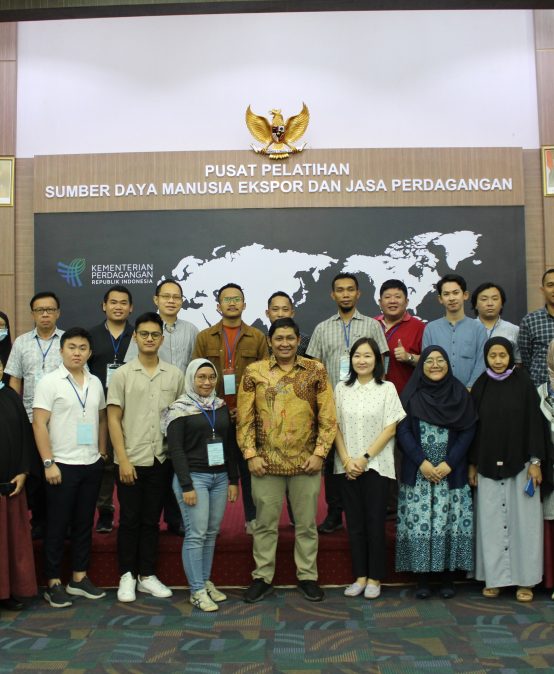 PUSAT PELATIHAN
SUMBER DAYA MANUSIA EKSPOR DAN JASA PERDAGANGAN
KEMENTERIAN
PERDAGANGAN
REPUBLIK INDONESIA